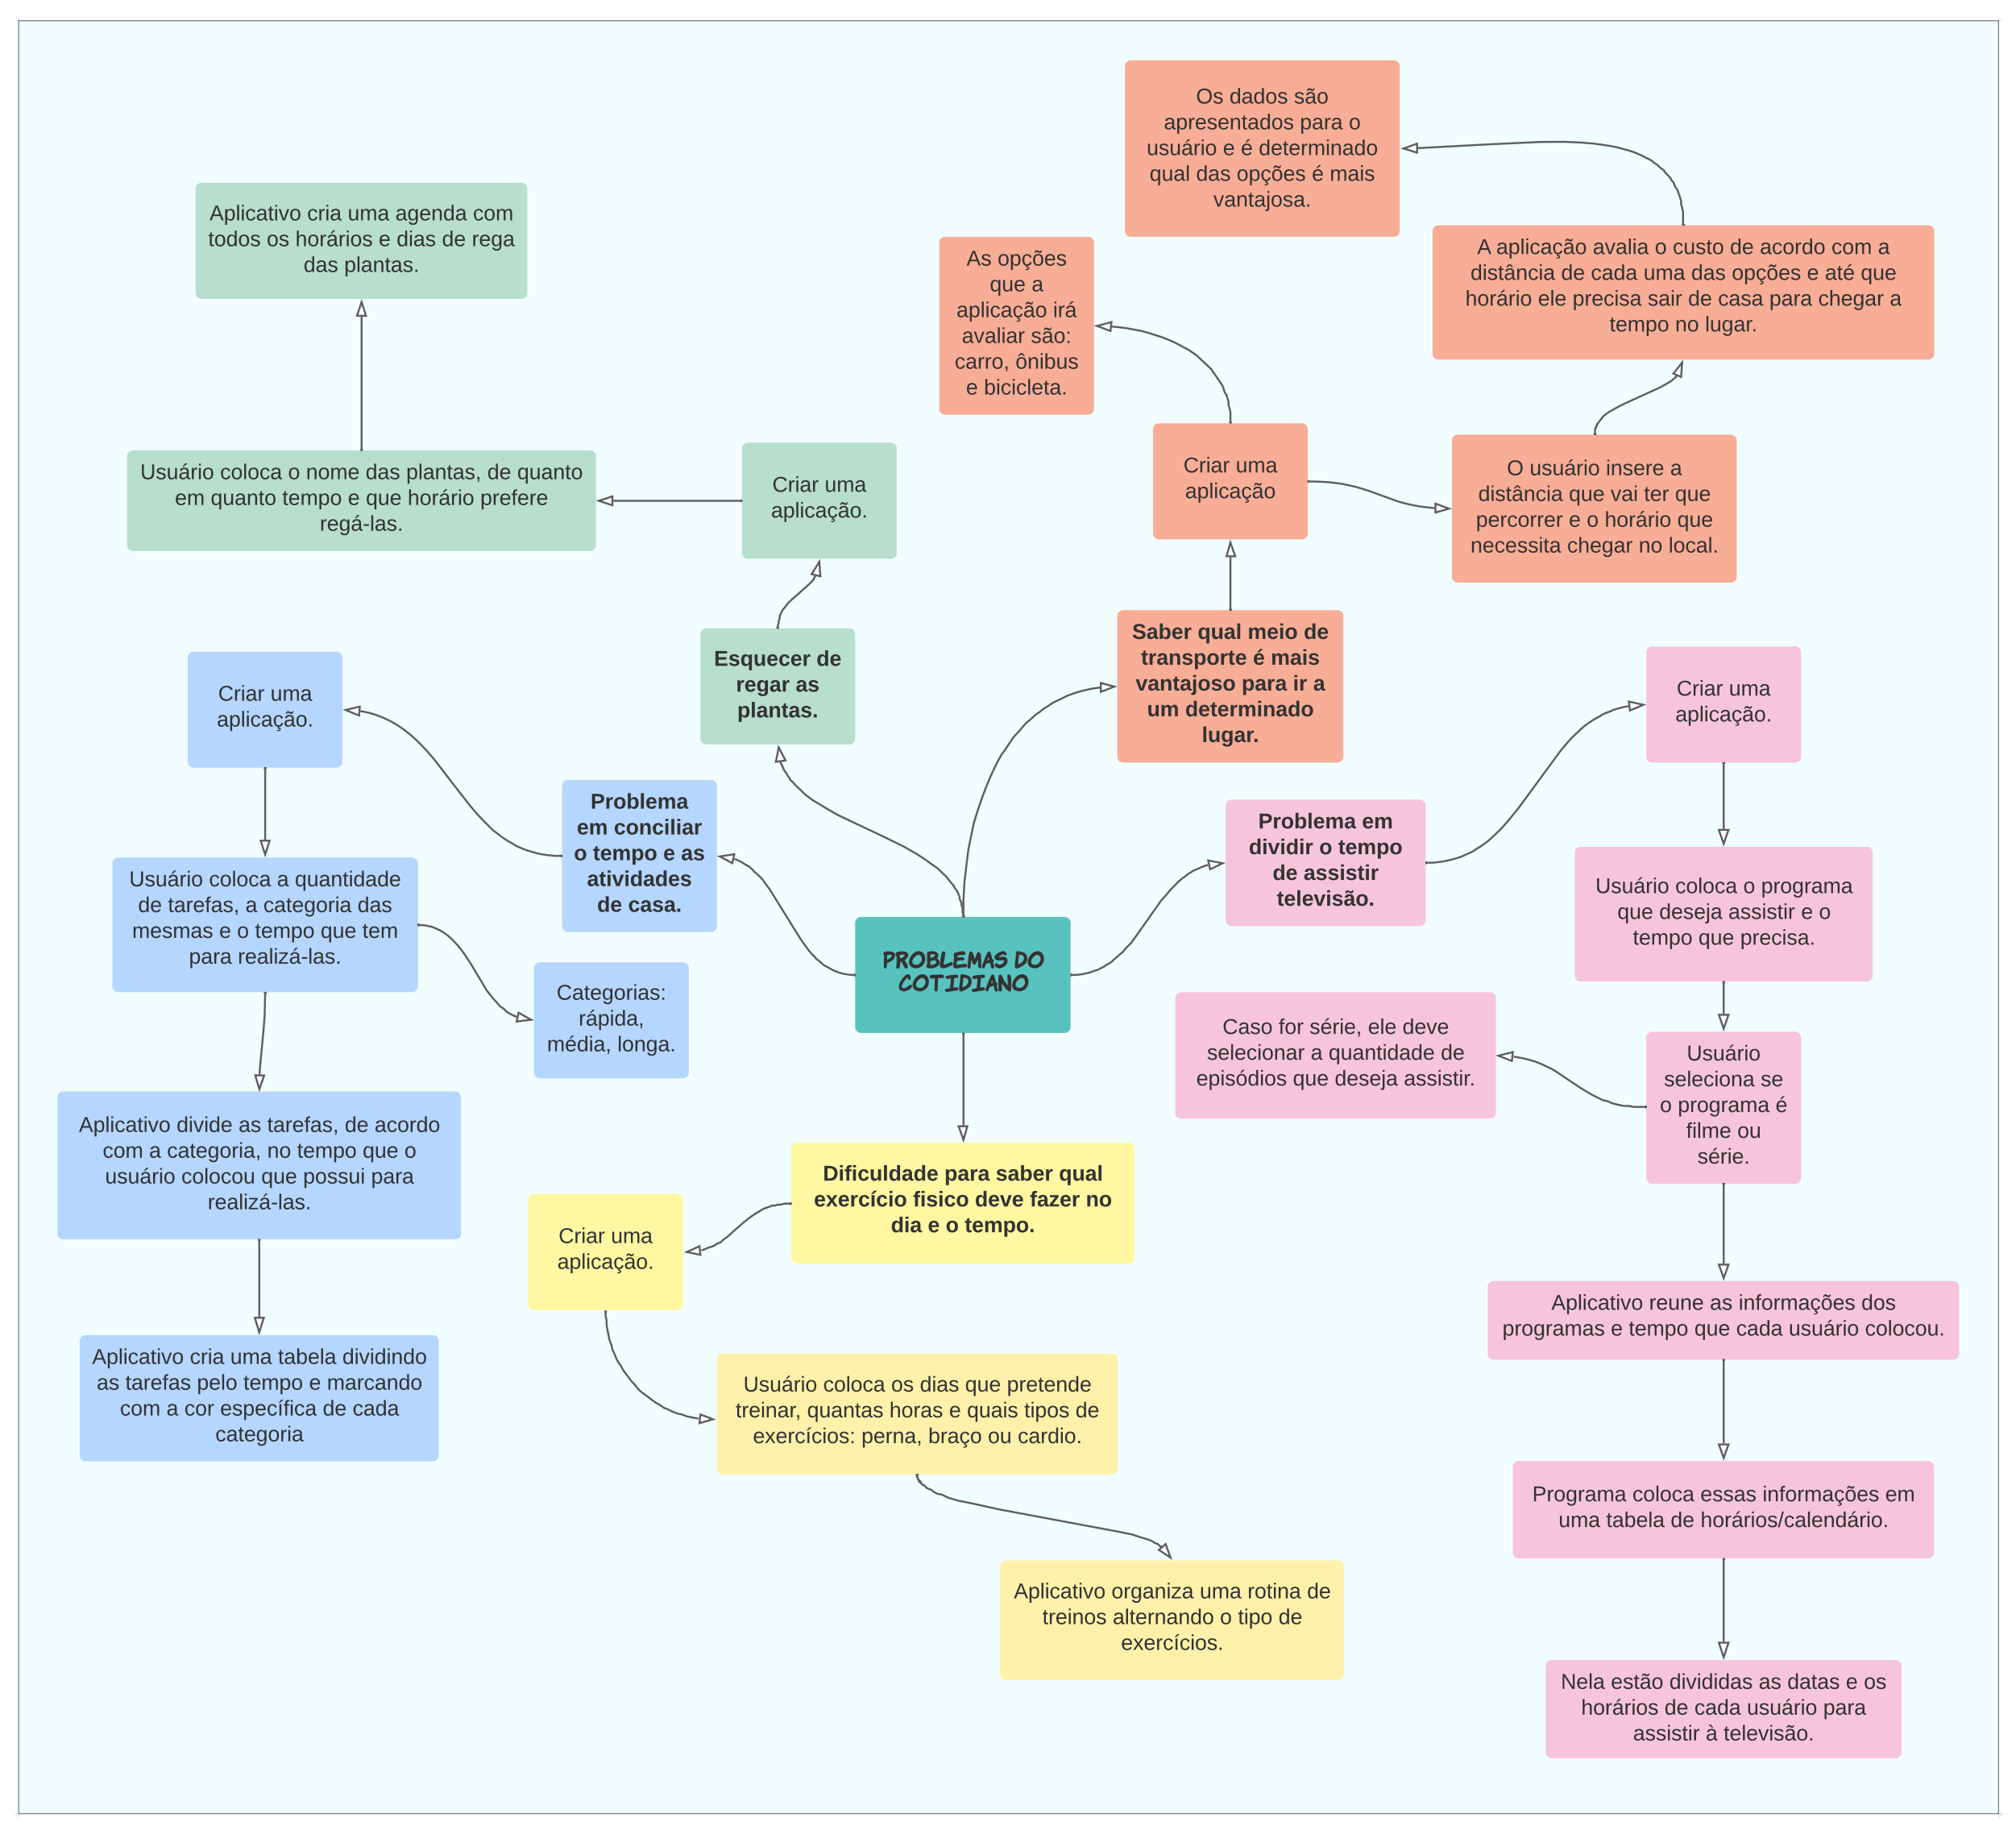 PROBLEMAS DO
COTIDIANO
Esquecer de
regar as
plantas.
Criar uma
aplicação.
Usuário coloca o nome das plantas, de quanto
em quanto tempo e que horário prefere
regá-las.
Aplicativo cria uma agenda com
todos os horários e dias de rega
das plantas.
Saber qual meio de
transporte é mais
vantajoso para ir a
um determinado
lugar.
Criar uma
aplicação
As opções
que a
aplicação irá
avaliar são:
carro, ônibus
e bicicleta.
O usuário insere a
distância que vai ter que
percorrer e o horário que
necessita chegar no local.
A aplicação avalia o custo de acordo com a
distância de cada uma das opções e até que
horário ele precisa sair de casa para chegar a
tempo no lugar.
Os dados são
apresentados para o
usuário e é determinado
qual das opções é mais
vantajosa.
Problema em
dividir o tempo
de assistir
televisão.
Criar uma
aplicação.
Usuário coloca o programa
que deseja assistir e o
tempo que precisa.
Usuário
seleciona se
o programa é
filme ou
série.
Caso for série, ele deve
selecionar a quantidade de
episódios que deseja assistir.
Aplicativo reune as informações dos
programas e tempo que cada usuário colocou.
Programa coloca essas informações em
uma tabela de horários/calendário.
Nela estão divididas as datas e os
horários de cada usuário para
assistir à televisão.
Dificuldade para saber qual
exercício fisico deve fazer no
dia e o tempo.
Criar uma
aplicação.
Usuário coloca os dias que pretende
treinar, quantas horas e quais tipos de
exercícios: perna, braço ou cardio.
Aplicativo organiza uma rotina de
treinos alternando o tipo de
exercícios.
Problema
em conciliar
o tempo e as
atividades
de casa.
Criar uma
aplicação.
Usuário coloca a quantidade
de tarefas, a categoria das
mesmas e o tempo que tem
para realizá-las.
Categorias:
rápida,
média, longa.
Aplicativo divide as tarefas, de acordo
com a categoria, no tempo que o
usuário colocou que possui para
realizá-las.
Aplicativo cria uma tabela dividindo
as tarefas pelo tempo e marcando
com a cor específica de cada
categoria